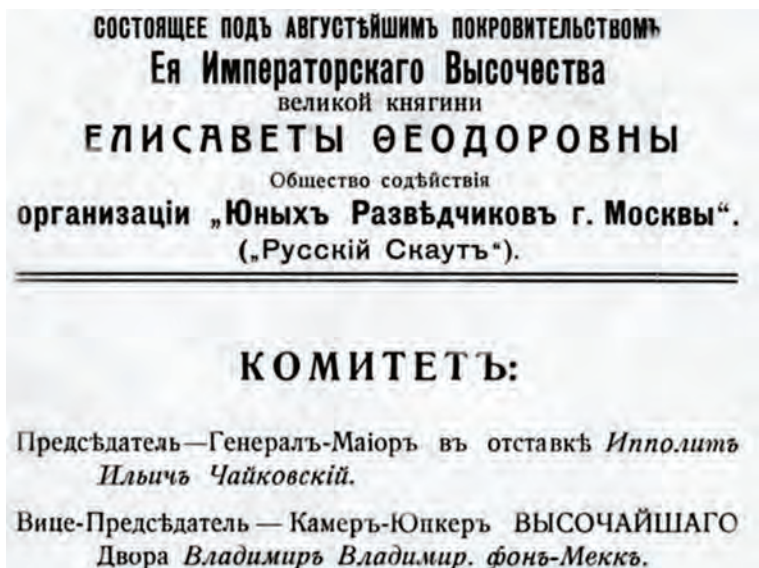 СОСТОЯЩЕЕ ПОДЪ АВГУСТѢЙШИМЪ ПОКРОВИТЕЛЬСТВОМЪ
Ея Императорскаго Высочества
великой княгини
ЕЛИСАВЕТЫ ѲЕОДОРОВНЫ
Общество содѣйствія
организаціи „Юныхъ Развѣдчиковъ г. Москвы“.
(„Русскій Скаутъ“).
КОМИТЕТЪ:
Предсѣдатель—Генералъ-Маіоръ въ отставкѣ Ипполитъ
Ильичъ Чайковскій.
Вице-Предсѣдатель — Камеръ-Юнкеръ ВЫСОЧАЙШАГО
Двора Владимиръ Владимир. фонъ-Меккъ.